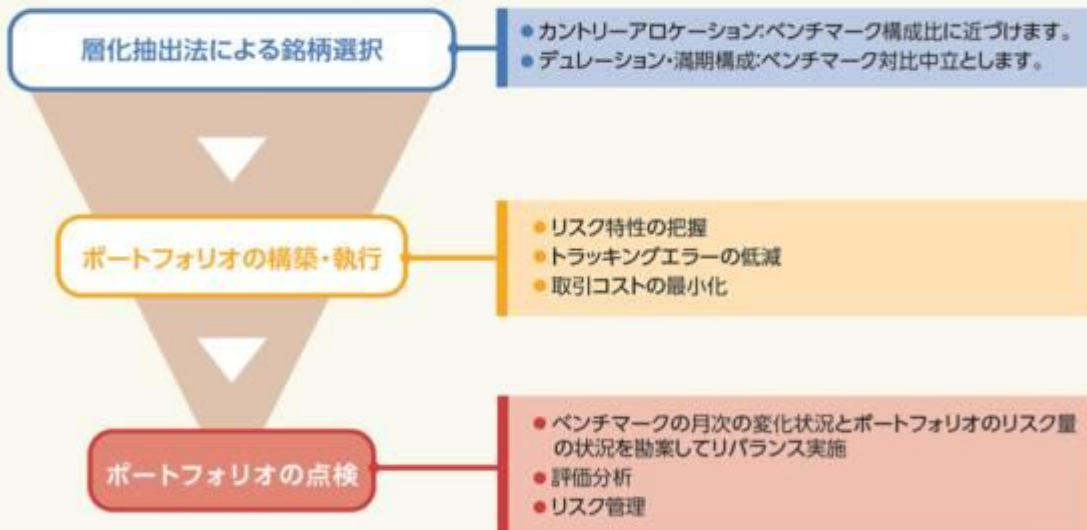 層化抽出法による銘柄選択
●カントリーアロケーション:ベンチマーク構成比に近づけます。
●デュレーション・満期構成:ベンチマーク対比中立とします。
ポートフォリオの構築・執行
●リスク特性の把握
●トラッキングエラーの低減
●取引コストの最小化
ポートフォリオの点検
●ベンチマークの月次の変化状況とポートフォリオのリスク量
の状況を勘案してリバランス実施
●評価分析
●リスク管理